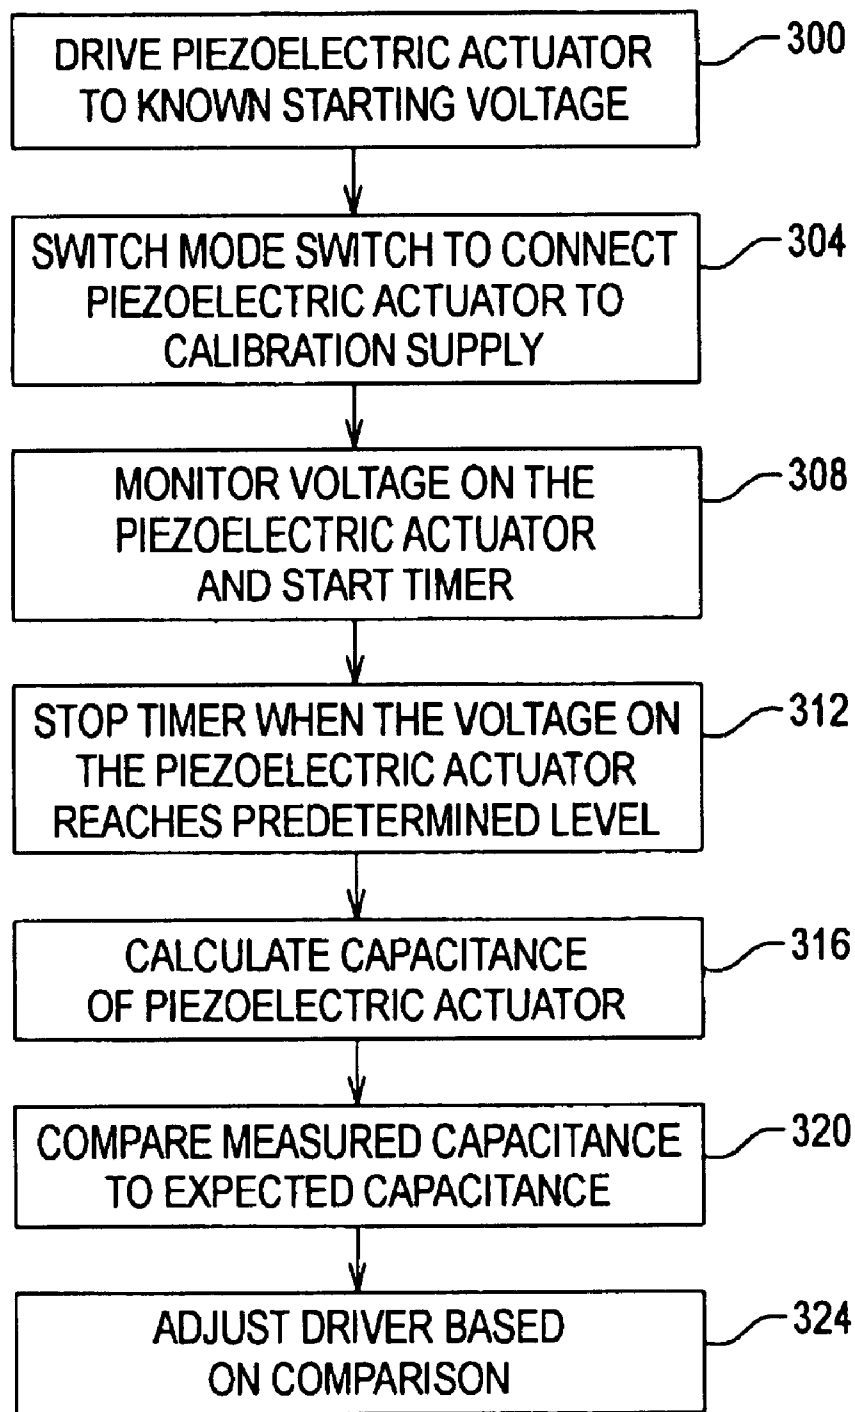 DRIVE PIEZOELECTRIC ACTUATOR
TO KNOWN STARTING VOLTAGE
300
SWITCH MODE SWITCH TO CONNECT
PIEZOELECTRIC ACTUATOR TO
CALIBRATION SUPPLY
304
MONITOR VOLTAGE ON THE
PIEZOELECTRIC ACTUATOR
AND START TIMER
308
STOP TIMER WHEN THE VOLTAGE ON
THE PIEZOELECTRIC ACTUATOR
REACHES PREDETERMINED LEVEL
312
CALCULATE CAPACITANCE
OF PIEZOELECTRIC ACTUATOR
316
COMPARE MEASURED CAPACITANCE
TO EXPECTED CAPACITANCE
320
ADJUST DRIVER BASED
ON COMPARISON
324